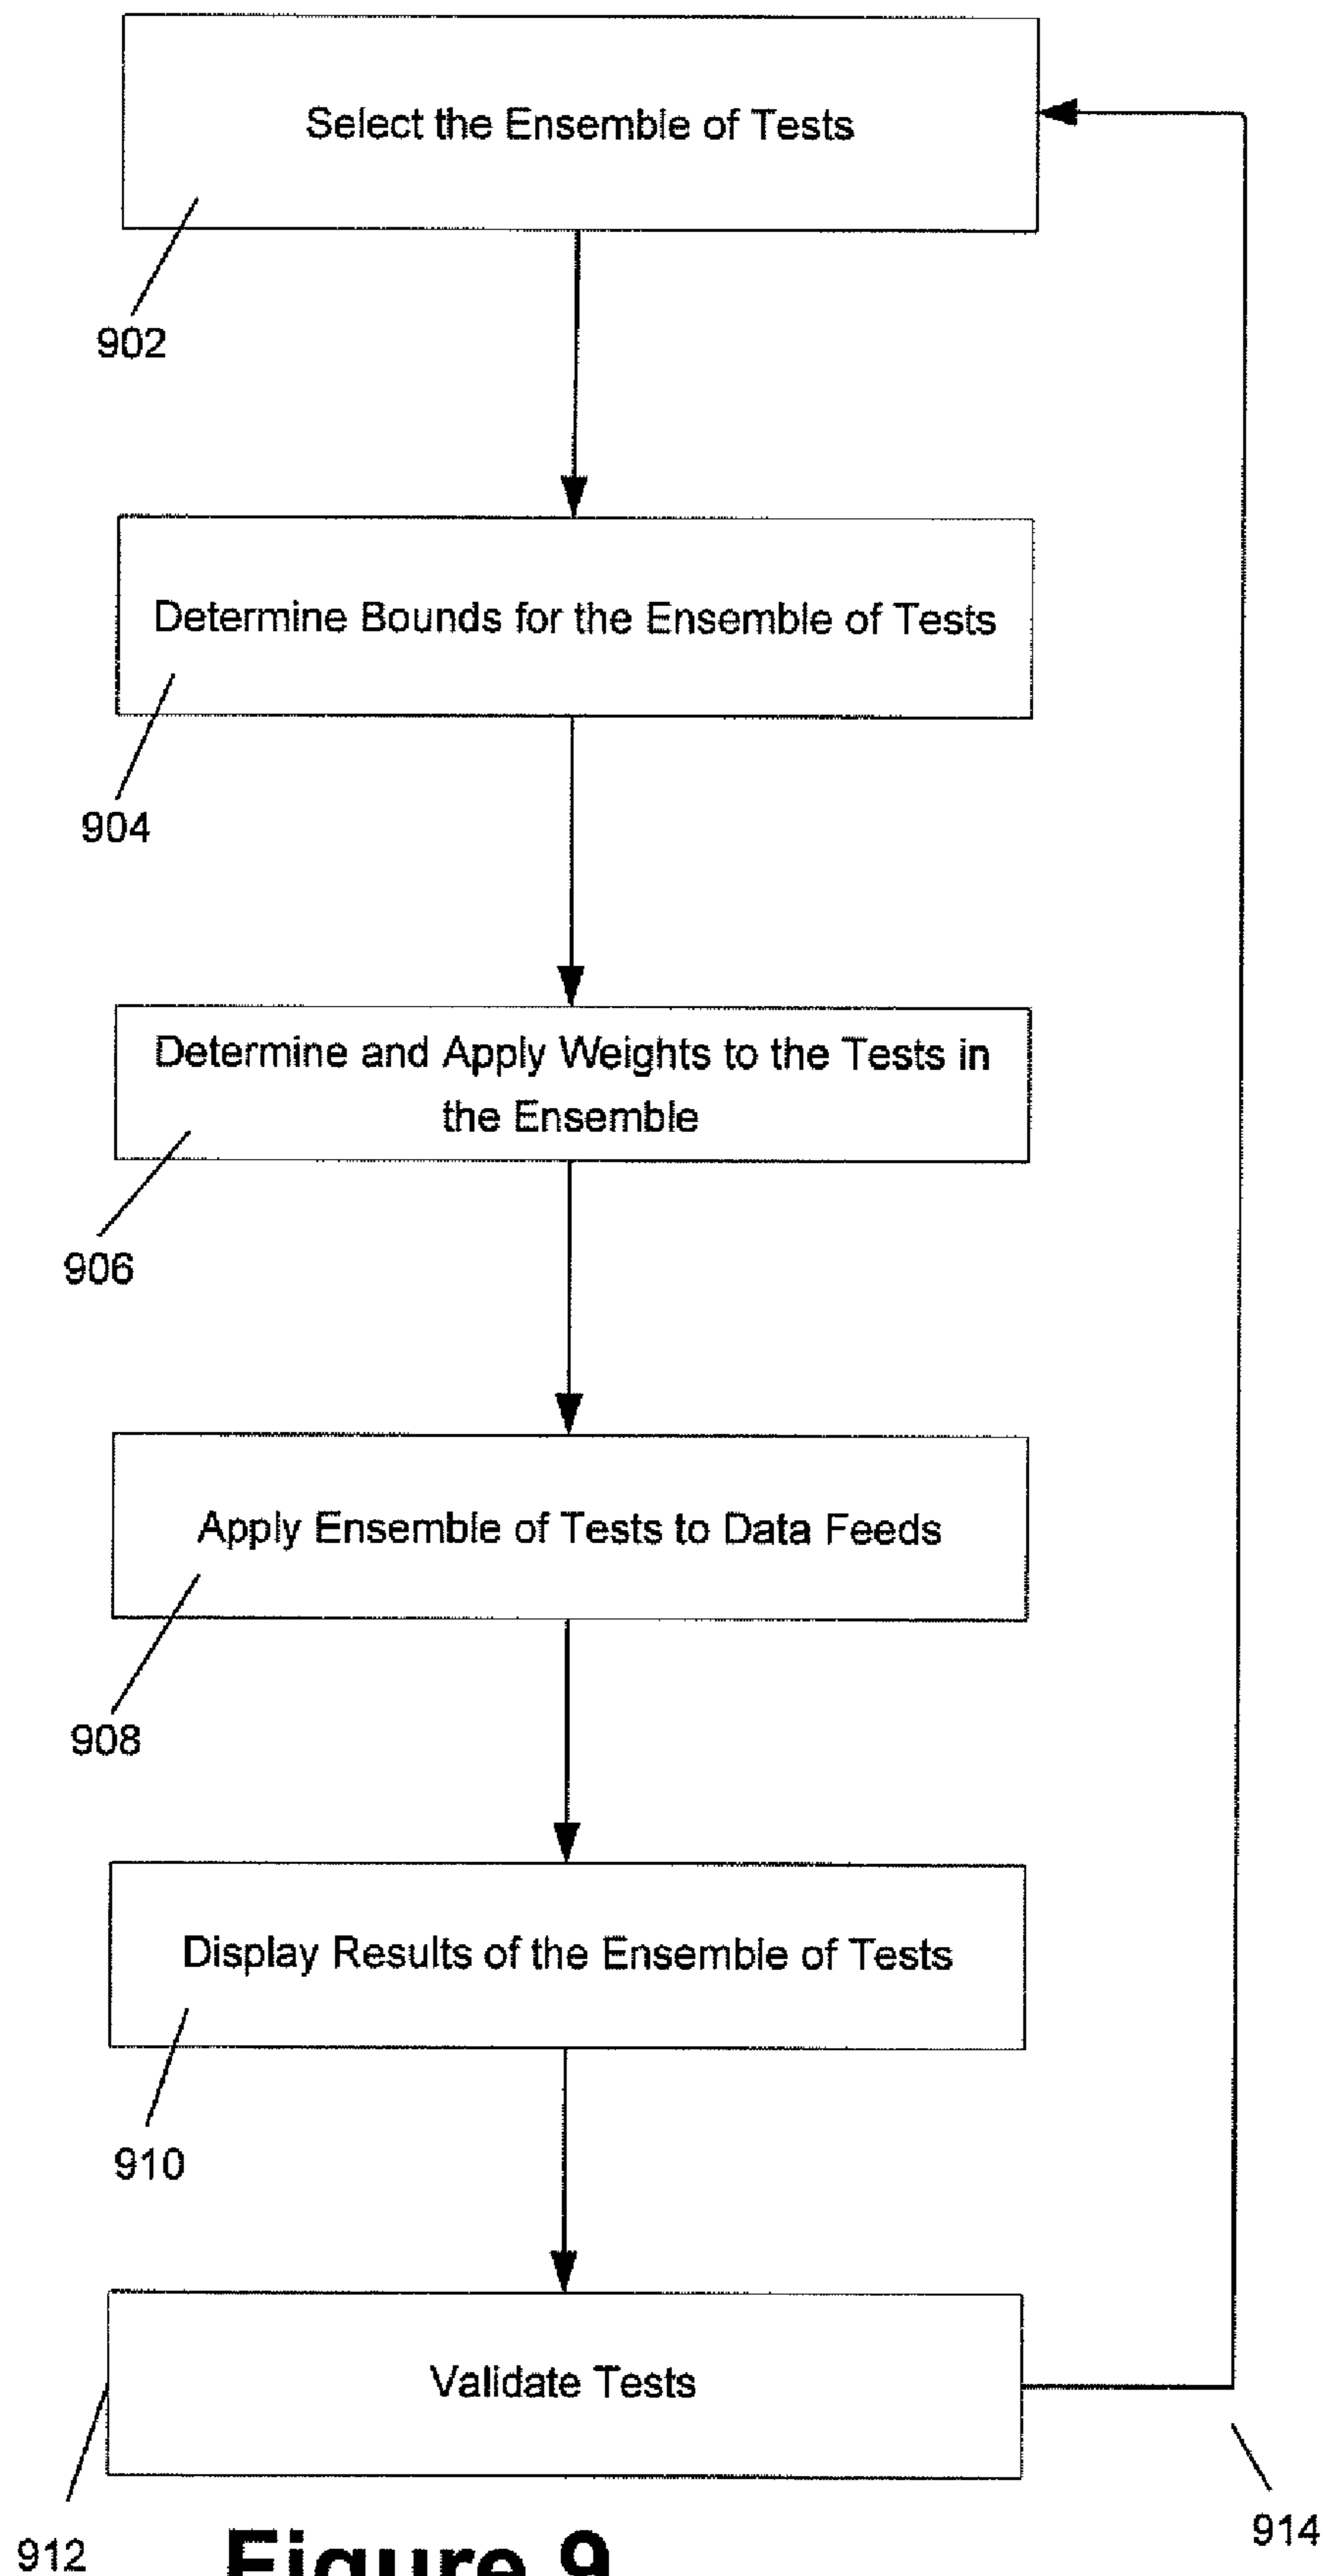 Select the Ensemble of Tests
902
Determine Bounds for the Ensemble of Tests
904
Determine and Apply Weights to the Tests in
the Ensemble
906
Apply Ensemble of Tests to Data Feeds
908
Display Results of the Ensemble of Tests
910
Validate Tests
912
914
Figure 9